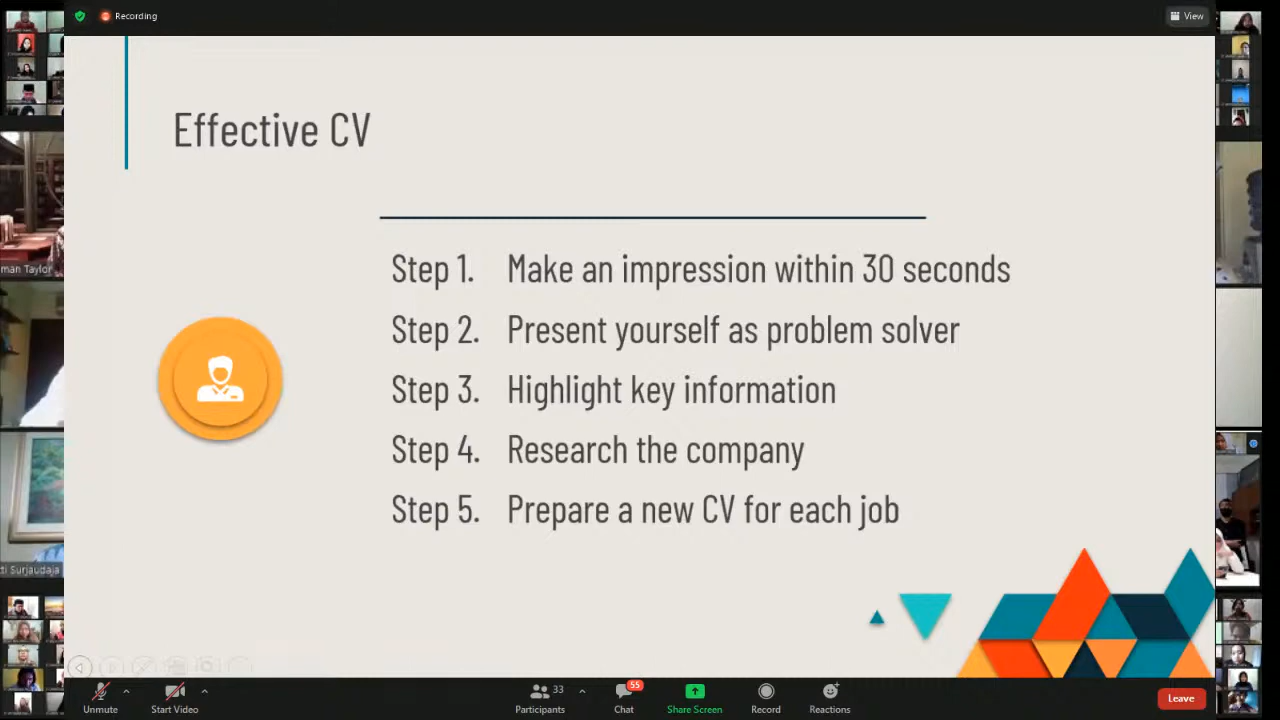 Recording
View
Effective CV
Step 1. Make an impression within 30 seconds
Step 2. Present yourself as problem solver
Step 3. Highlight key information
Step 4. Research the company
Step 5. Prepare a new CV for each job
man Taylor
ti Surjaudaja
Unmute
Start Video
33
Participants
55
Chat
Share Screen
Record
Reactions
Leave